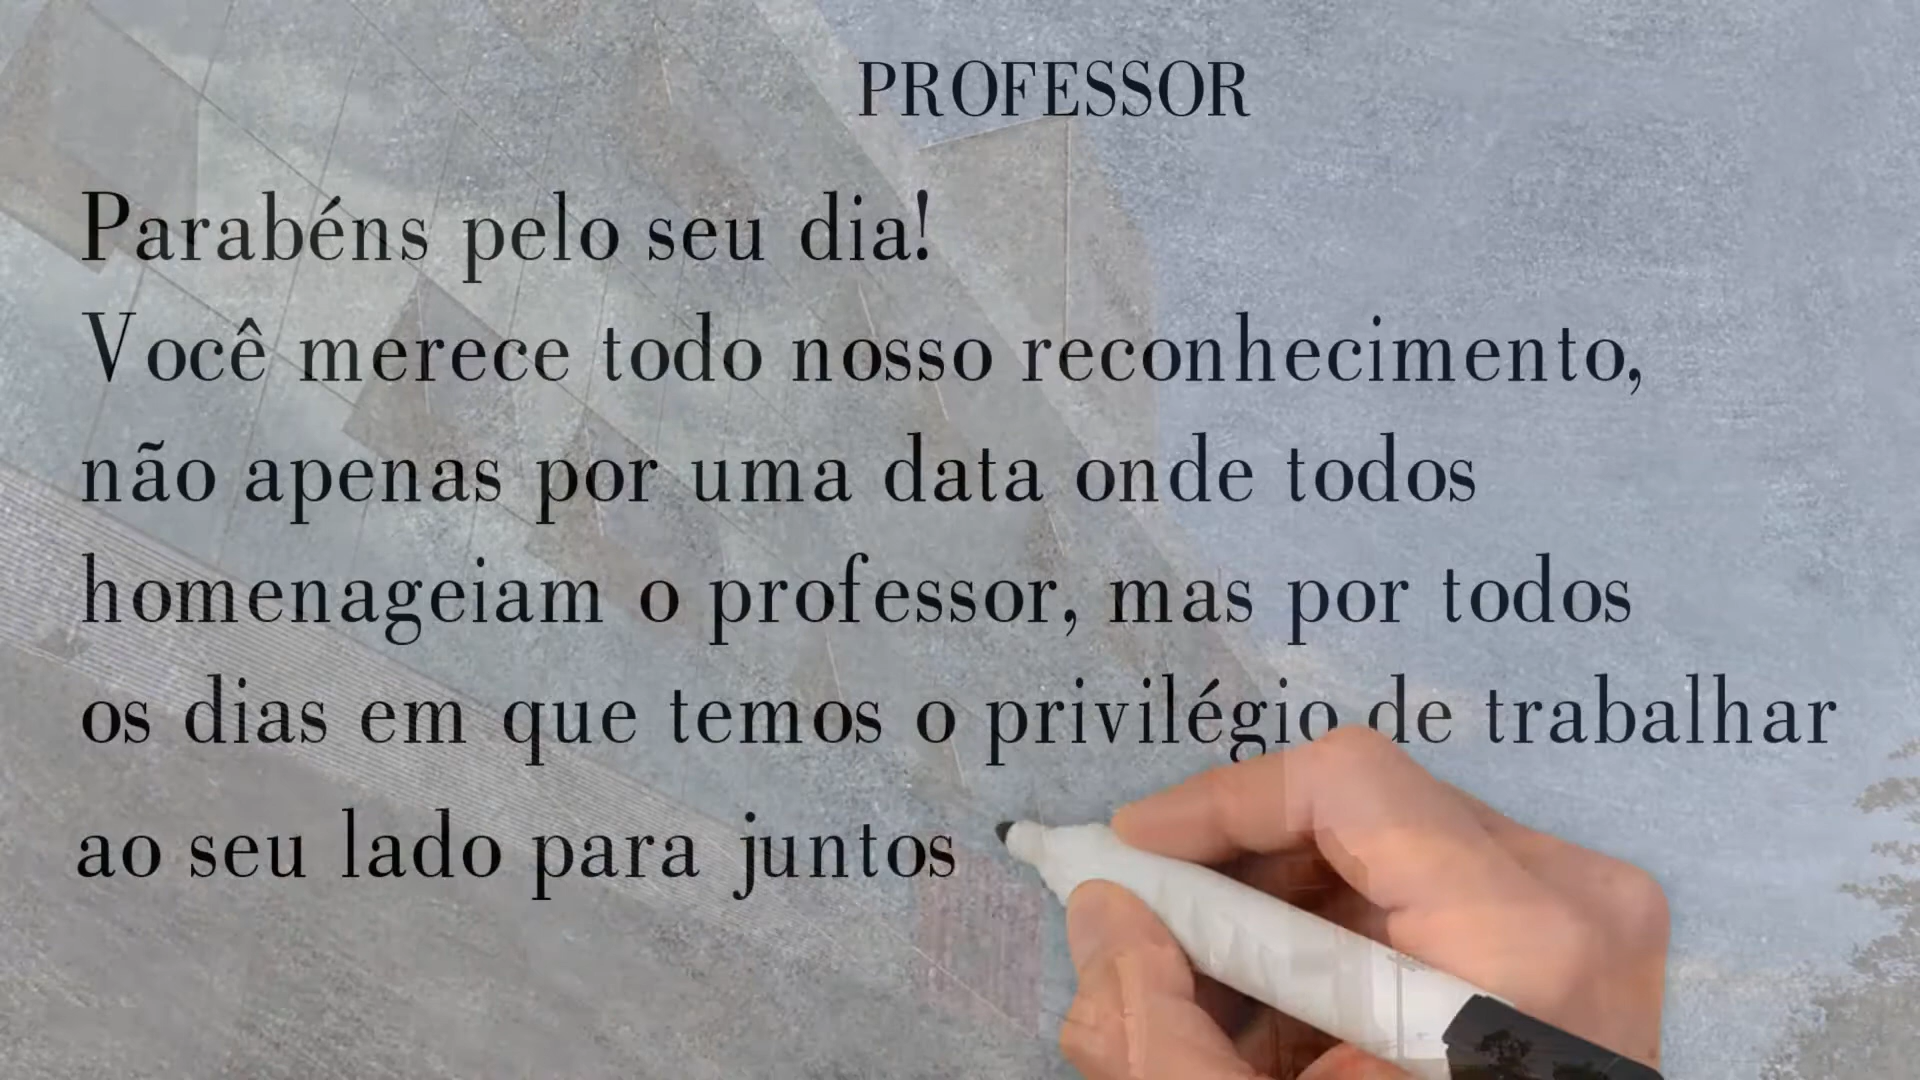 PROFESSOR
Parabéns pelo seu dia!
Você merece todo nosso reconhecimento,
não apenas por uma data onde todos
homenageiam o professor, mas por todos
os dias em que temos o privilégio de trabalhar
ao seu lado para juntos